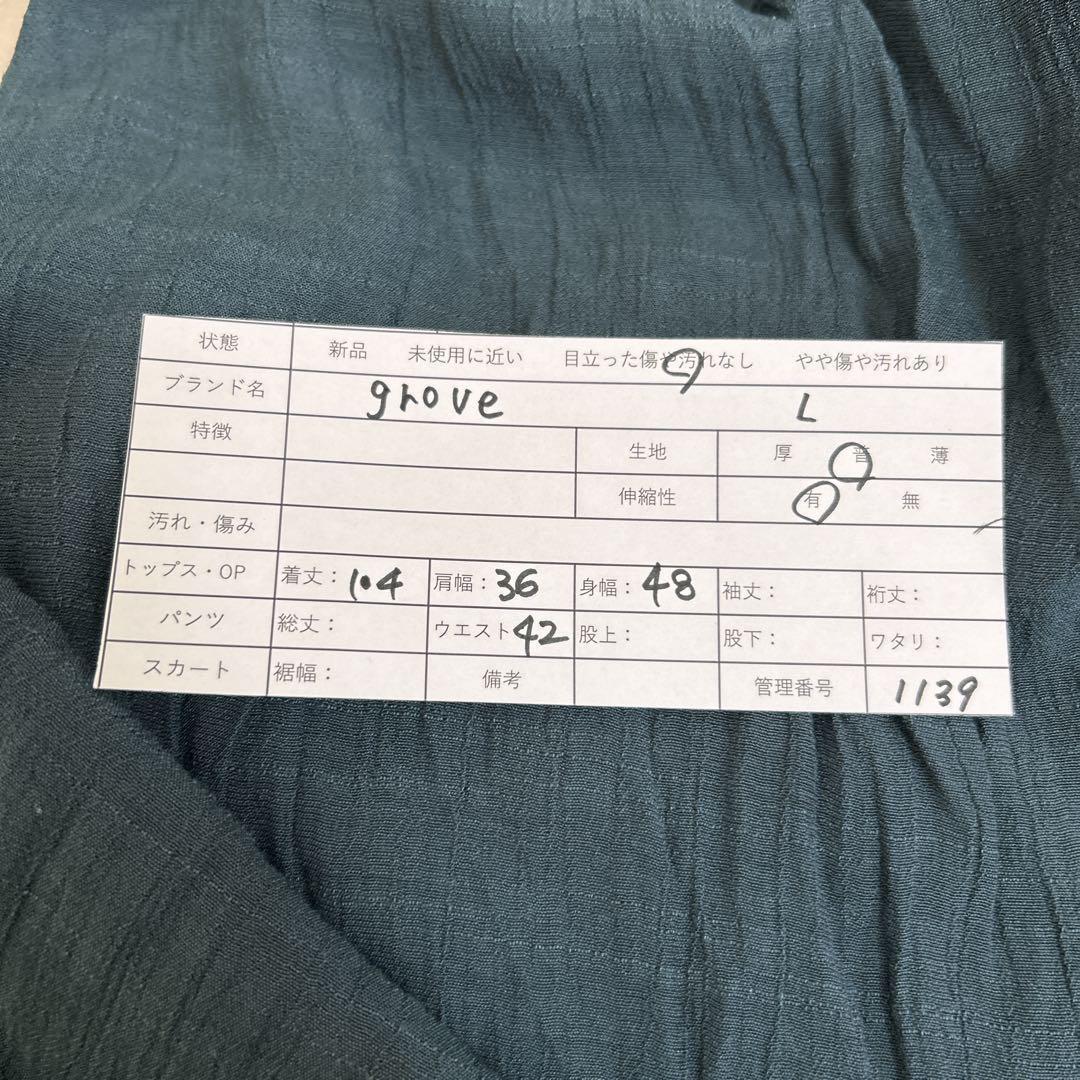 状態 新品 未使用に近い 目立った傷や汚れなし やや傷や汚れあり
ブランド名 grove L
特徴 生地 厚 普 薄
伸縮性 有 無
汚れ・傷み
トップス・OP 着丈：104 肩幅：36 身幅：48 袖丈： 裄丈：
パンツ 総丈： ウエスト 42 股上： 股下： ワタリ：
スカート 裾幅： 備考 管理番号 1139